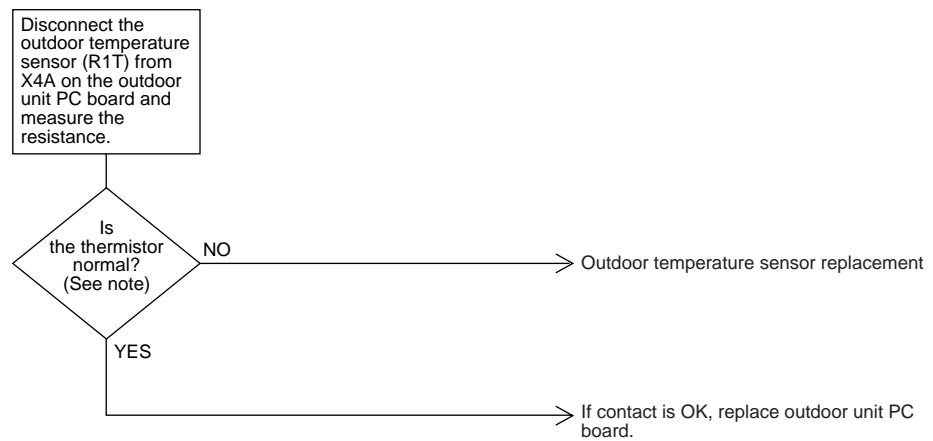 Disconnect the
outdoor temperature
sensor (R1T) from
X4A on the outdoor
unit PC board and
measure the
resistance.
Is
the thermistor
normal?
(See note)
NO
Outdoor temperature sensor replacement
YES
If contact is OK, replace outdoor unit PC
board.